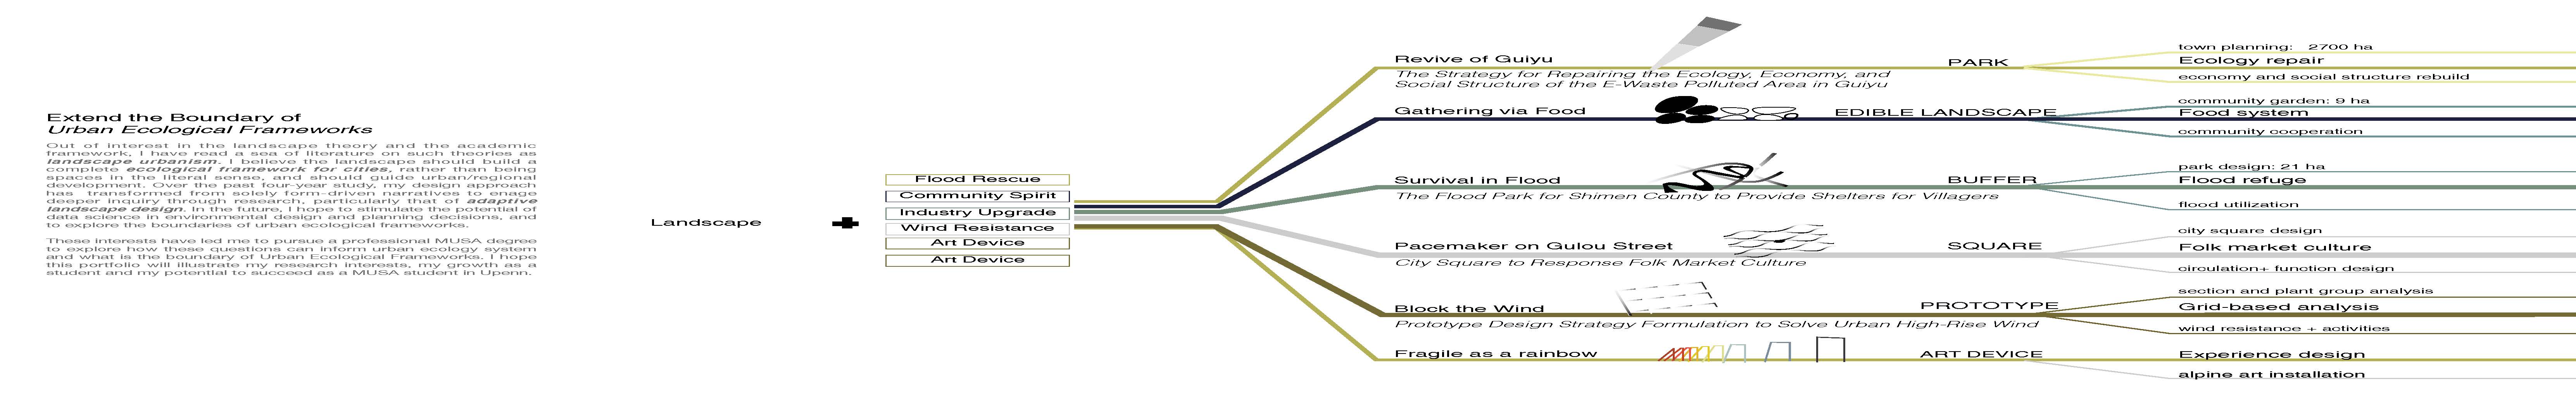 Extend the Boundary of
Urban Ecological Frameworks
Out of interest in the landscape theory and the academic
framework, I have read a sea of literature on such theories as
landscape urbanism. I believe the landscape should build a
complete ecological framework for cities, rather than being
spaces in the literal sense, and should guide urban/regional
development. Over the past four-year study, my design approach
has transformed from solely form-driven narratives to enage
deeper inquiry through research, particularly that of adaptive
landscape design. In the future, I hope to stimulate the potential of
data science in environmental design and planning decisions, and
to explore the boundaries of urban ecological frameworks.
These interests have led me to pursue a professional MUSA degree
to explore how these questions can inform urban ecology system
and what is the boundary of Urban Ecological Frameworks. I hope
this portfolio will illustrate my research interests, my growth as a
student and my potential to succeed as a MUSA student in Upenn.
Landscape
Flood Rescue
Community Spirit
Industry Upgrade
Wind Resistance
Art Device
Art Device
Revive of Guiyu
The Strategy for Repairing the Ecology, Economy, and
Social Structure of the E-Waste Polluted Area in Guiyu
PARK
town planning: 2700 ha
Ecology repair
economy and social structure rebuild
Gathering via Food
EDIBLE LANDSCAPE
community garden: 9 ha
Food system
community cooperation
Survival in Flood
The Flood Park for Shimen County to Provide Shelters for Villagers
BUFFER
park design: 21 ha
Flood refuge
flood utilization
Pacemaker on Gulou Street
City Square to Response Folk Market Culture
SQUARE
city square design
Folk market culture
circulation+ function design
Block the Wind
Prototype Design Strategy Formulation to Solve Urban High-Rise Wind
PROTOTYPE
section and plant group analysis
Grid-based analysis
wind resistance + activities
Fragile as a rainbow
ART DEVICE
Experience design
alpine art installation